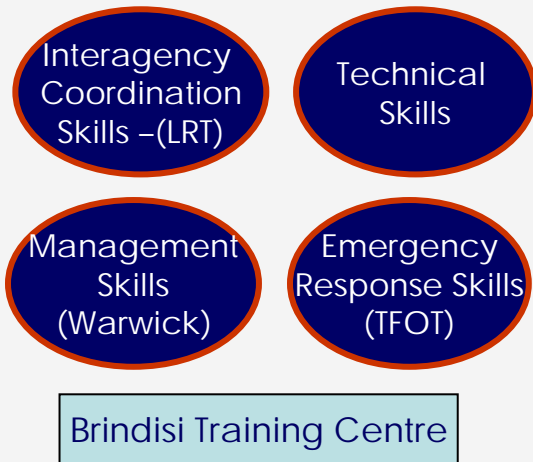 Interagency
Coordination
Skills –(LRT)
Technical
Skills
Management
Skills
(Warwick)
Emergency
Response Skills
(TFOT)
Brindisi Training Centre